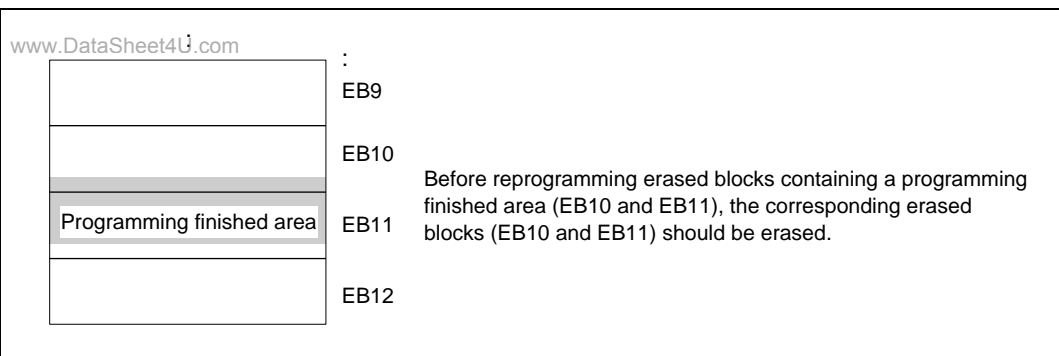 www.DataSheet4U.com
:
:
EB9
EB10
Before reprogramming erased blocks containing a programming
finished area (EB10 and EB11), the corresponding erased
blocks (EB10 and EB11) should be erased.
Programming finished area
EB11
EB12